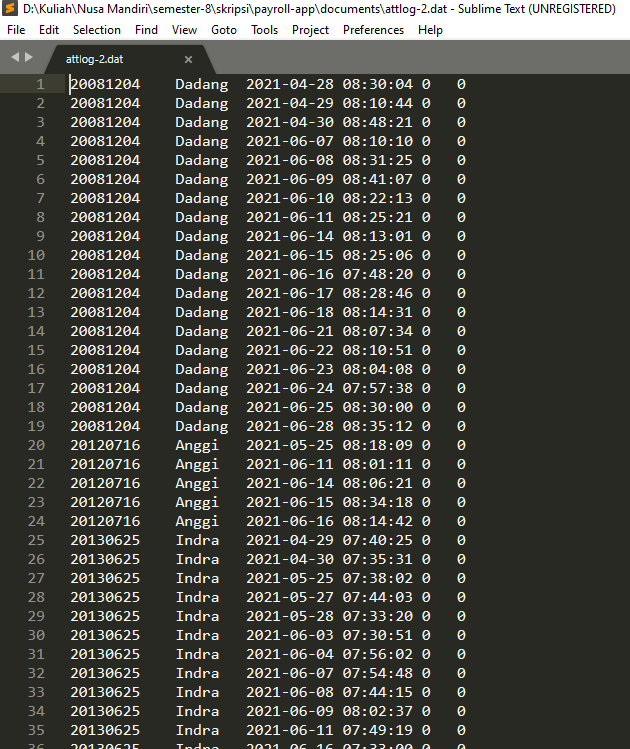 D:\Kuliah\Nusa Mandiri\semester-8\skripsi\payroll-app\documents\attlog-2.dat - Sublime Text (UNREGISTERED)
File Edit Selection Find View Goto Tools Project Preferences Help
attlog-2.dat ×
1 20081204 Dadang 2021-04-28 08:30:04 0 0
2 20081204 Dadang 2021-04-29 08:10:44 0 0
3 20081204 Dadang 2021-04-30 08:48:21 0 0
4 20081204 Dadang 2021-06-07 08:10:10 0 0
5 20081204 Dadang 2021-06-08 08:31:25 0 0
6 20081204 Dadang 2021-06-09 08:41:07 0 0
7 20081204 Dadang 2021-06-10 08:22:13 0 0
8 20081204 Dadang 2021-06-11 08:25:21 0 0
9 20081204 Dadang 2021-06-14 08:13:01 0 0
10 20081204 Dadang 2021-06-15 08:25:06 0 0
11 20081204 Dadang 2021-06-16 07:48:20 0 0
12 20081204 Dadang 2021-06-17 08:28:46 0 0
13 20081204 Dadang 2021-06-18 08:14:31 0 0
14 20081204 Dadang 2021-06-21 08:07:34 0 0
15 20081204 Dadang 2021-06-22 08:10:51 0 0
16 20081204 Dadang 2021-06-23 08:04:08 0 0
17 20081204 Dadang 2021-06-24 07:57:38 0 0
18 20081204 Dadang 2021-06-25 08:30:00 0 0
19 20081204 Dadang 2021-06-28 08:35:12 0 0
20 20120716 Anggi 2021-05-25 08:18:09 0 0
21 20120716 Anggi 2021-06-11 08:01:11 0 0
22 20120716 Anggi 2021-06-14 08:06:21 0 0
23 20120716 Anggi 2021-06-15 08:34:18 0 0
24 20120716 Anggi 2021-06-16 08:14:42 0 0
25 20130625 Indra 2021-04-29 07:40:25 0 0
26 20130625 Indra 2021-04-30 07:35:31 0 0
27 20130625 Indra 2021-05-25 07:38:02 0 0
28 20130625 Indra 2021-05-27 07:44:03 0 0
29 20130625 Indra 2021-05-28 07:33:20 0 0
30 20130625 Indra 2021-06-03 07:30:51 0 0
31 20130625 Indra 2021-06-04 07:56:02 0 0
32 20130625 Indra 2021-06-07 07:54:48 0 0
33 20130625 Indra 2021-06-08 07:44:15 0 0
34 20130625 Indra 2021-06-09 08:02:37 0 0
35 20130625 Indra 2021-06-11 07:49:19 0 0